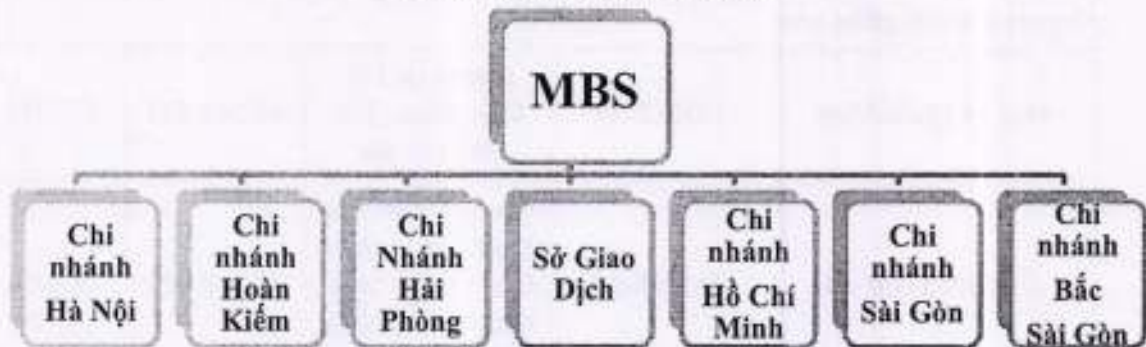 MBS
Chi
nhánh
Hà Nội
Chi
nhánh
Hoàn
Kiếm
Chi
Nhánh
Hải
Phòng
Sở Giao
Dịch
Chi
nhánh
Hồ Chí
Minh
Chi
nhánh
Sài Gòn
Chi
nhánh
Bắc
Sài Gòn